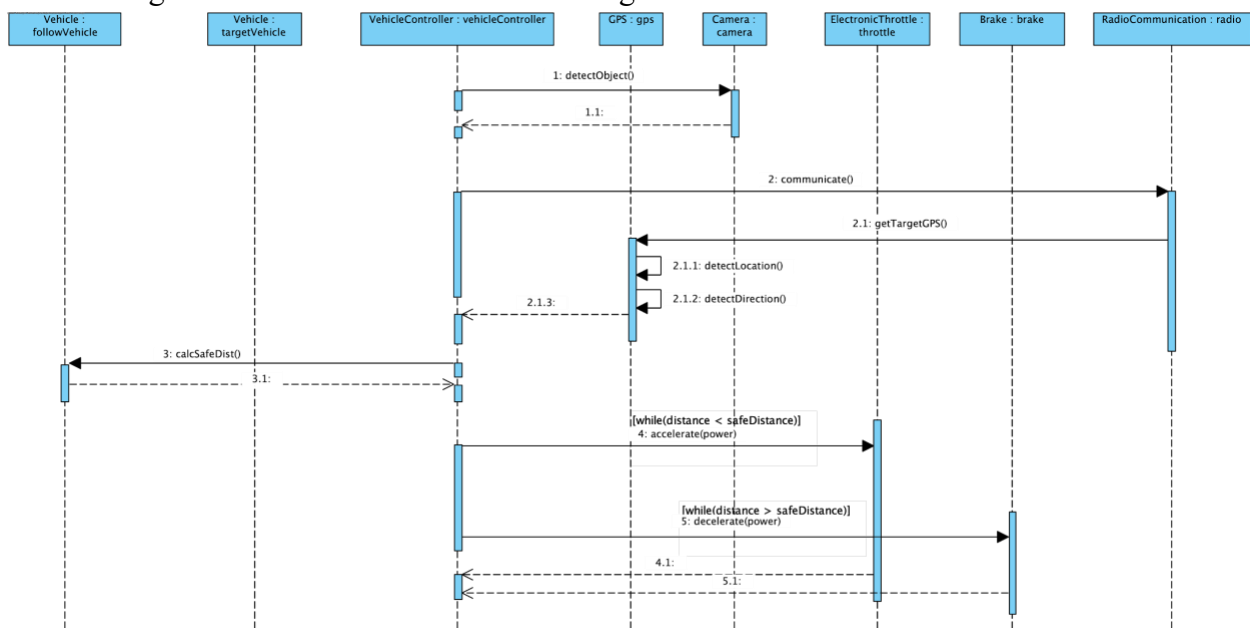 Vehicle :
followVehicle
Vehicle :
targetVehicle
VehicleController : vehicleController
GPS : gps
Camera :
camera
ElectronicThrottle :
throttle
Brake : brake
RadioCommunication : radio
1: detectObject()
1.1:
2: communicate()
2.1: getTargetGPS()
2.1.1: detectLocation()
2.1.2: detectDirection()
2.1.3:
3: calcSafeDist()
3.1:
[while(distance < safeDistance)]
4: accelerate(power)
[while(distance > safeDistance)]
5: decelerate(power)
4.1:
5.1: